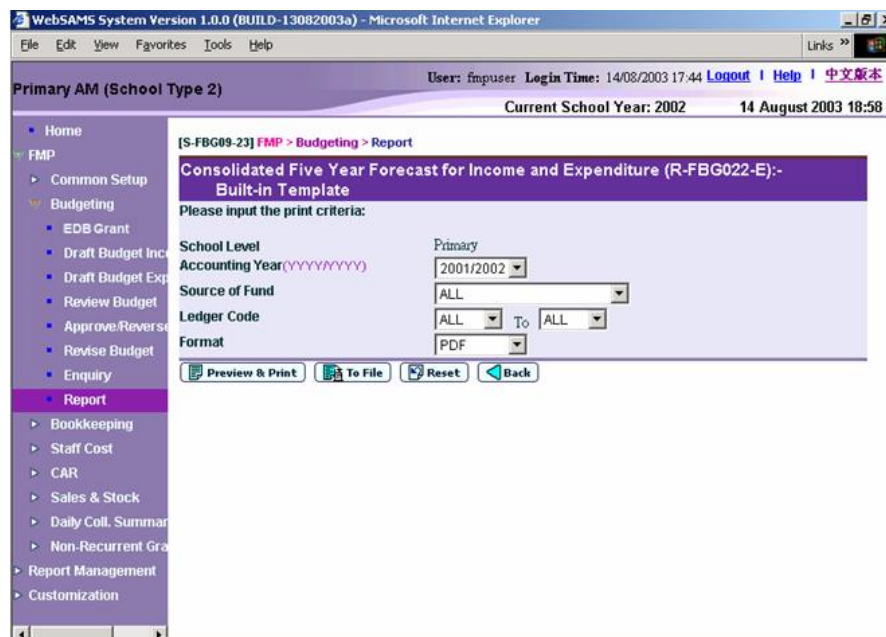 WebSAMS System Version 1.0.0 (BUILD-13082003a) - Microsoft Internet Explorer
File Edit View Favorites Tools Help Links »
Primary AM (School Type 2)
User: fmpuser Login Time: 14/08/2003 17:44 Logout | Help | 中文版本
Current School Year: 2002 14 August 2003 18:58
Home
FMP
Common Setup
Budgeting
EDB Grant
Draft Budget Inc
Draft Budget Exp
Review Budget
Approve/Reverse
Revise Budget
Enquiry
Report
Bookkeeping
Staff Cost
CAR
Sales & Stock
Daily Coll. Summar
Non-Recurrent Gra
Report Management
Customization
[S-FBG09-23] FMP > Budgeting > Report
Consolidated Five Year Forecast for Income and Expenditure (R-FBG022-E):-
Built-in Template
Please input the print criteria:
School Level Primary
Accounting Year(YYYY/YYYY) 2001/2002
Source of Fund ALL
Ledger Code ALL To ALL
Format PDF
Preview & Print To File Reset Back